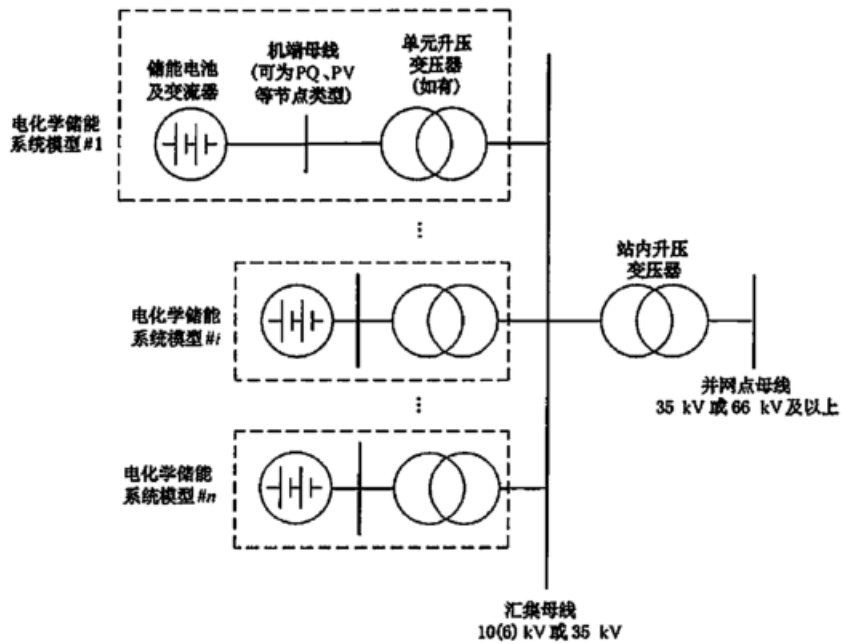 储能电池
及变流器
机端母线
(可为PQ、PV
等节点类型)
单元升压
变压器
(如有)
电化学储能
系统模型#1
⋮
站内升压
变压器
电化学储能
系统模型#i
并网点母线
35 kV或66 kV及以上
⋮
电化学储能
系统模型#n
汇集母线
10(6) kV或35 kV